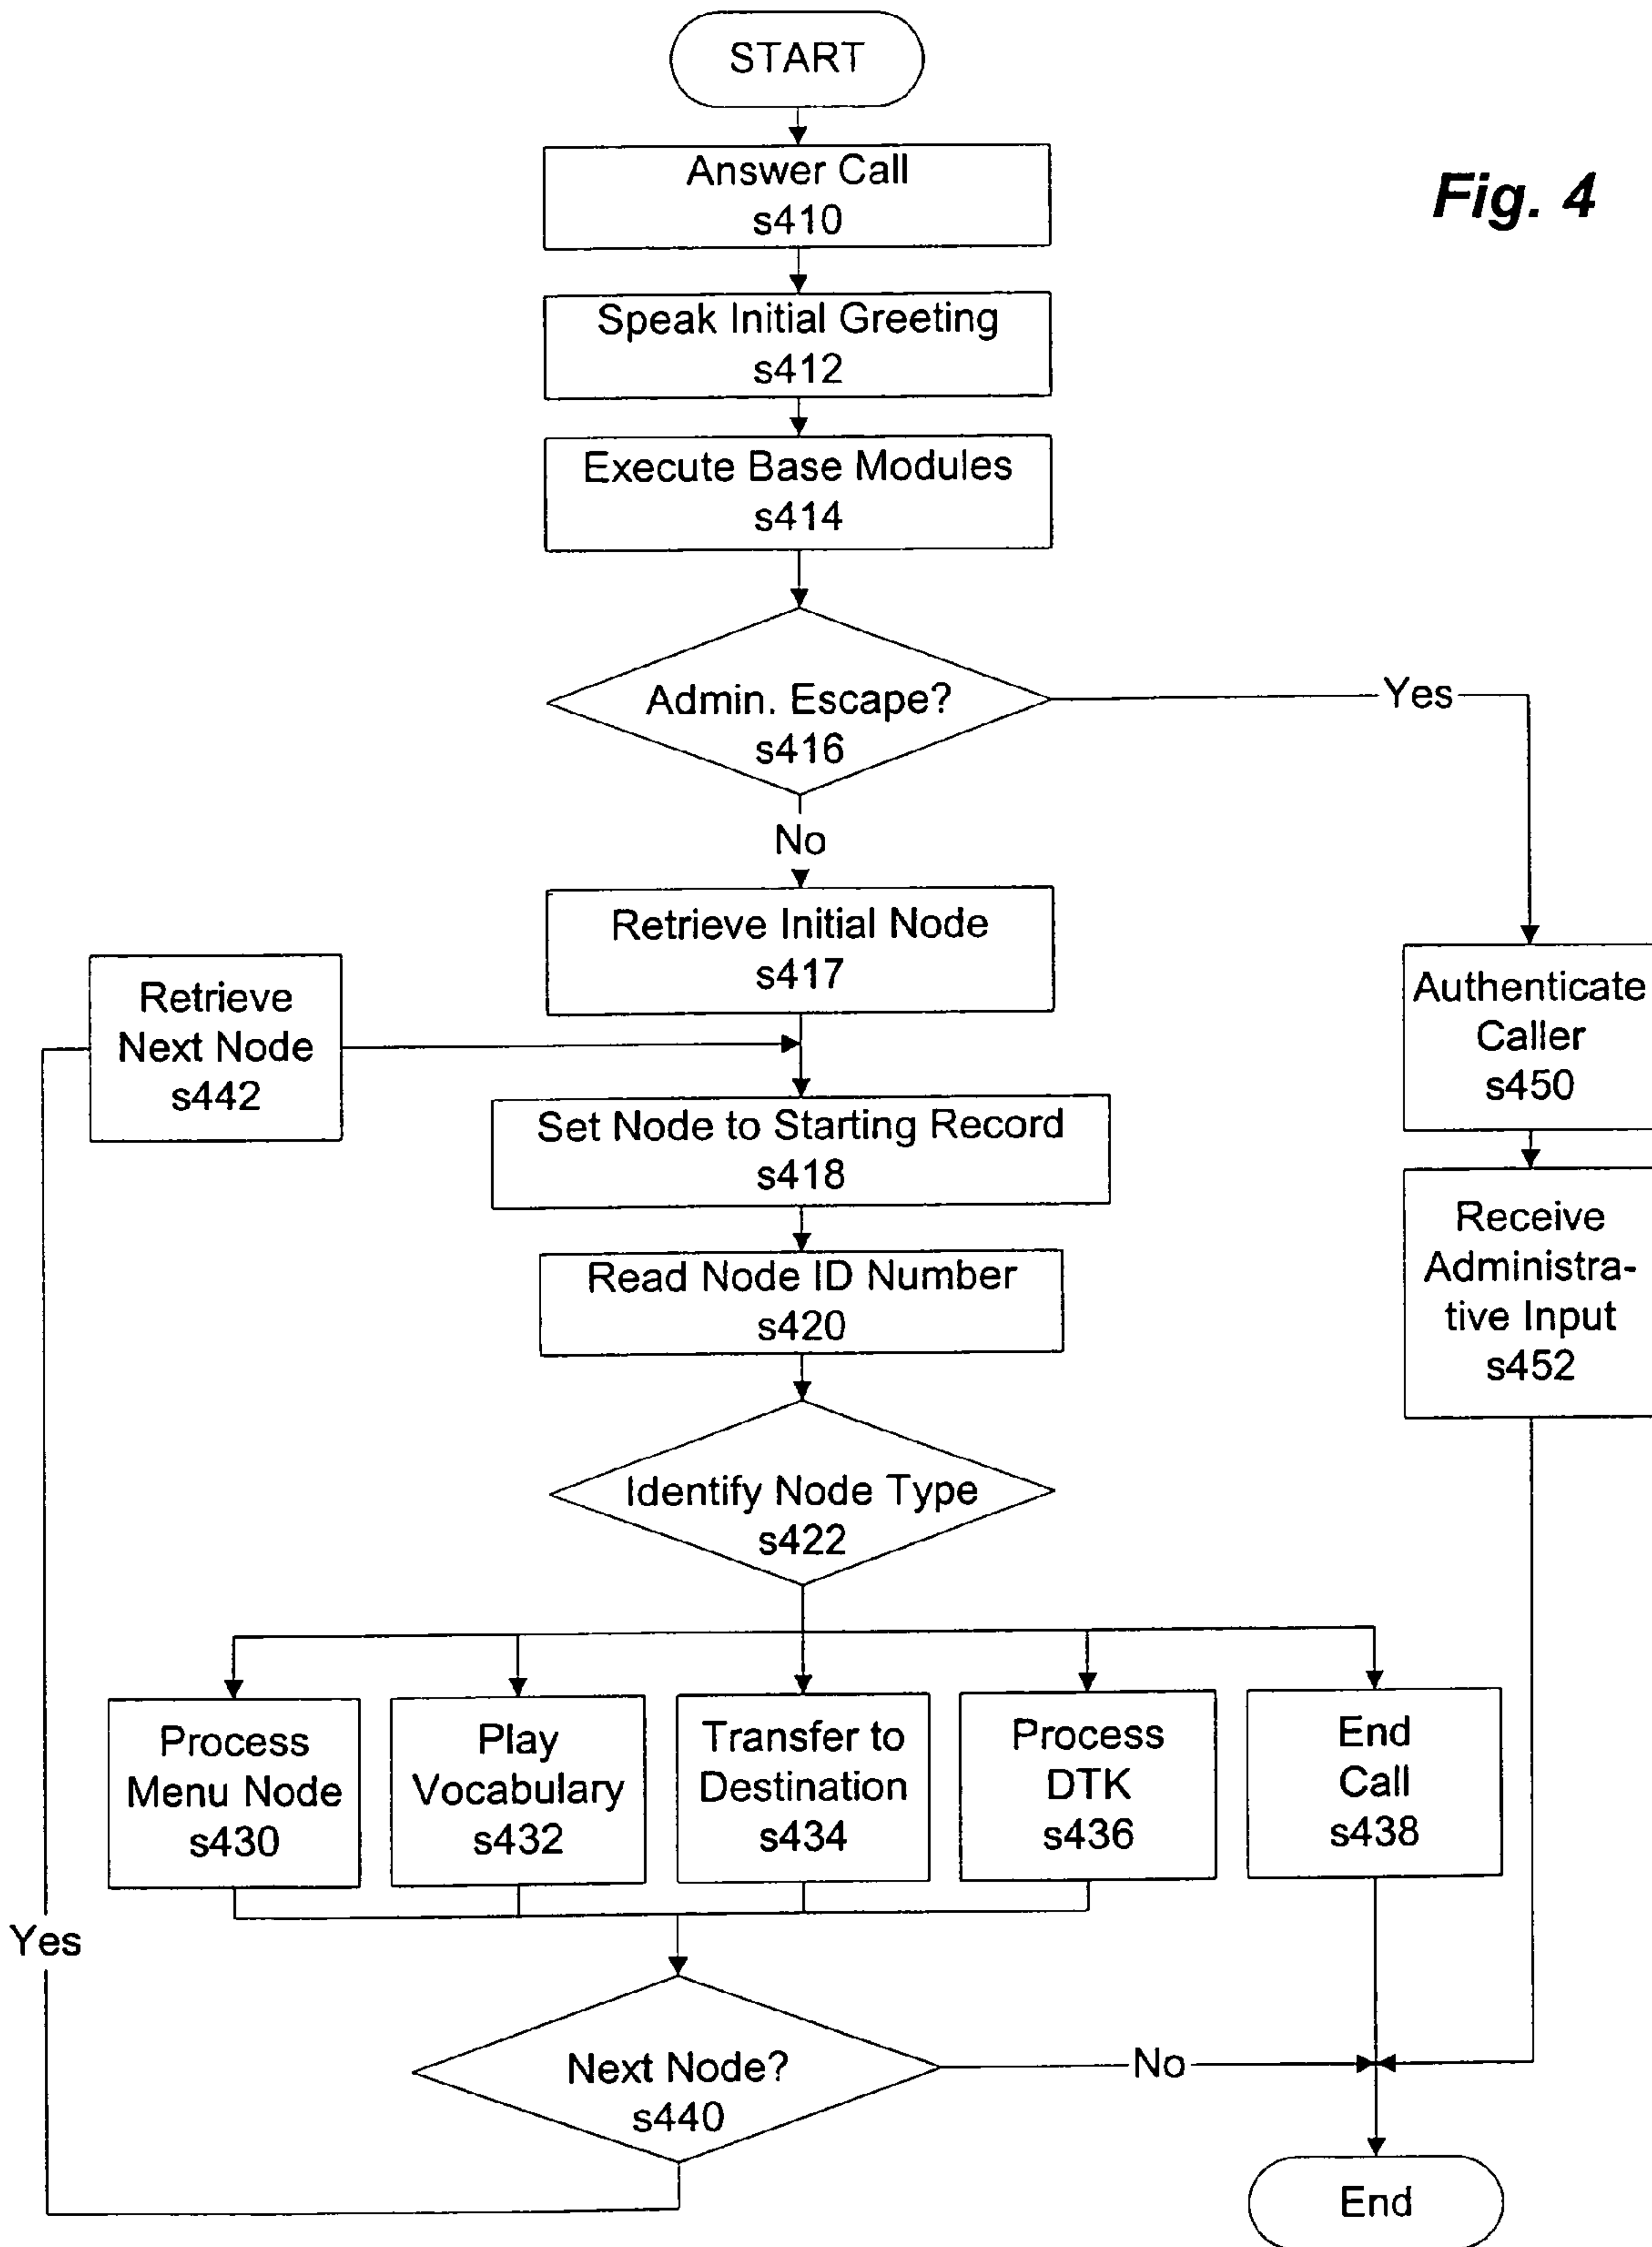 START
Answer Call
s410
Fig. 4
Speak Initial Greeting
s412
Execute Base Modules
s414
Admin. Escape?
s416
Yes
No
Retrieve Initial Node
s417
Retrieve
Next Node
s442
Authenticate
Caller
s450
Set Node to Starting Record
s418
Receive
Administra-
tive Input
s452
Read Node ID Number
s420
Identify Node Type
s422
Process
Menu Node
s430
Play
Vocabulary
s432
Transfer to
Destination
s434
Process
DTK
s436
End
Call
s438
Yes
Next Node?
s440
No
End